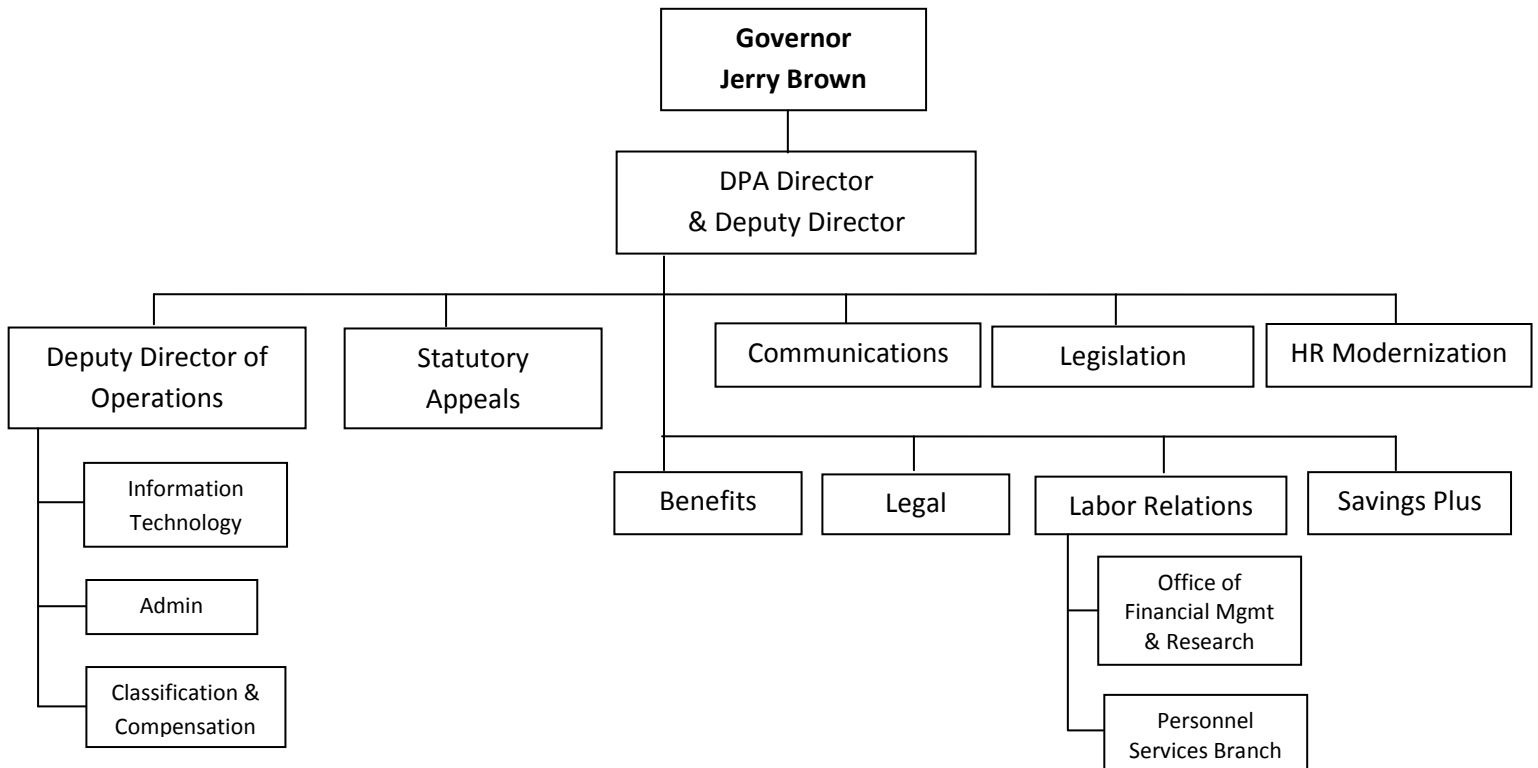 Governor
Jerry Brown
DPA Director
& Deputy Director
Deputy Director of
Operations
Statutory
Appeals
Communications
Legislation
HR Modernization
Information
Technology
Admin
Classification &
Compensation
Benefits
Legal
Labor Relations
Savings Plus
Office of
Financial Mgmt
& Research
Personnel
Services Branch